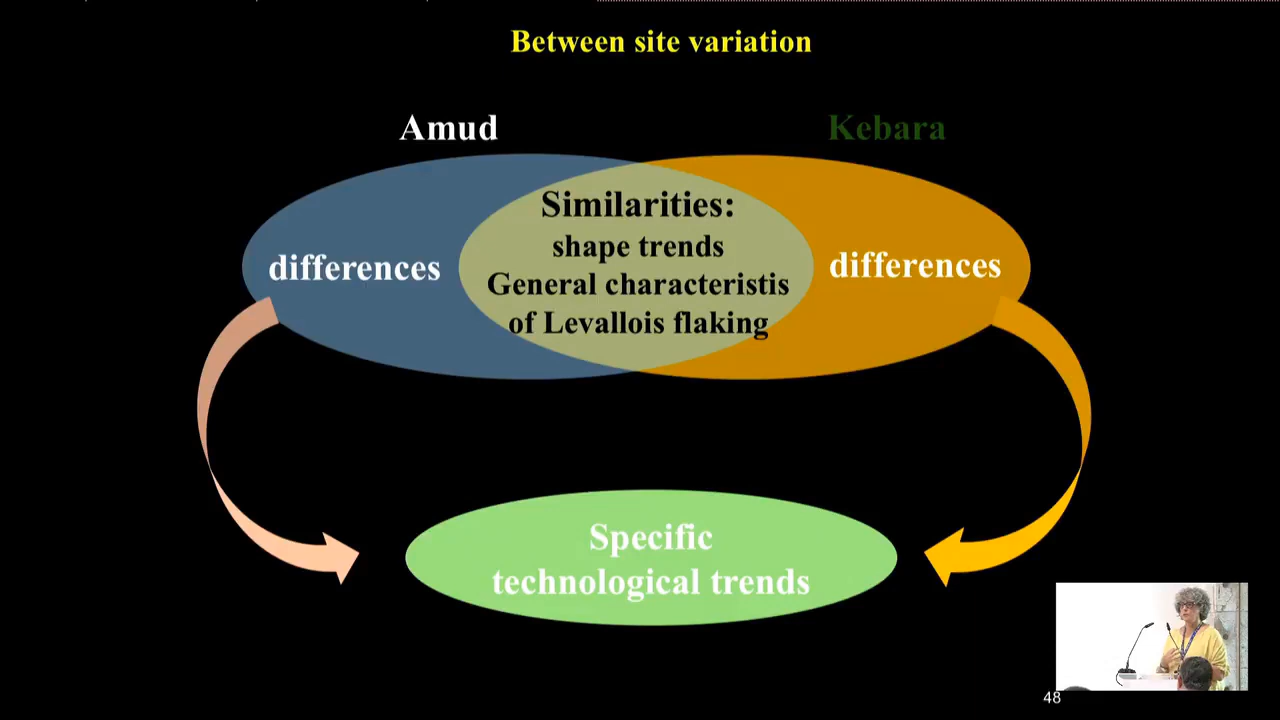 Between site variation
Amud
Kebara
Similarities:
shape trends
General characteristis
of Levallois flaking
differences
differences
Specific
technological trends
48